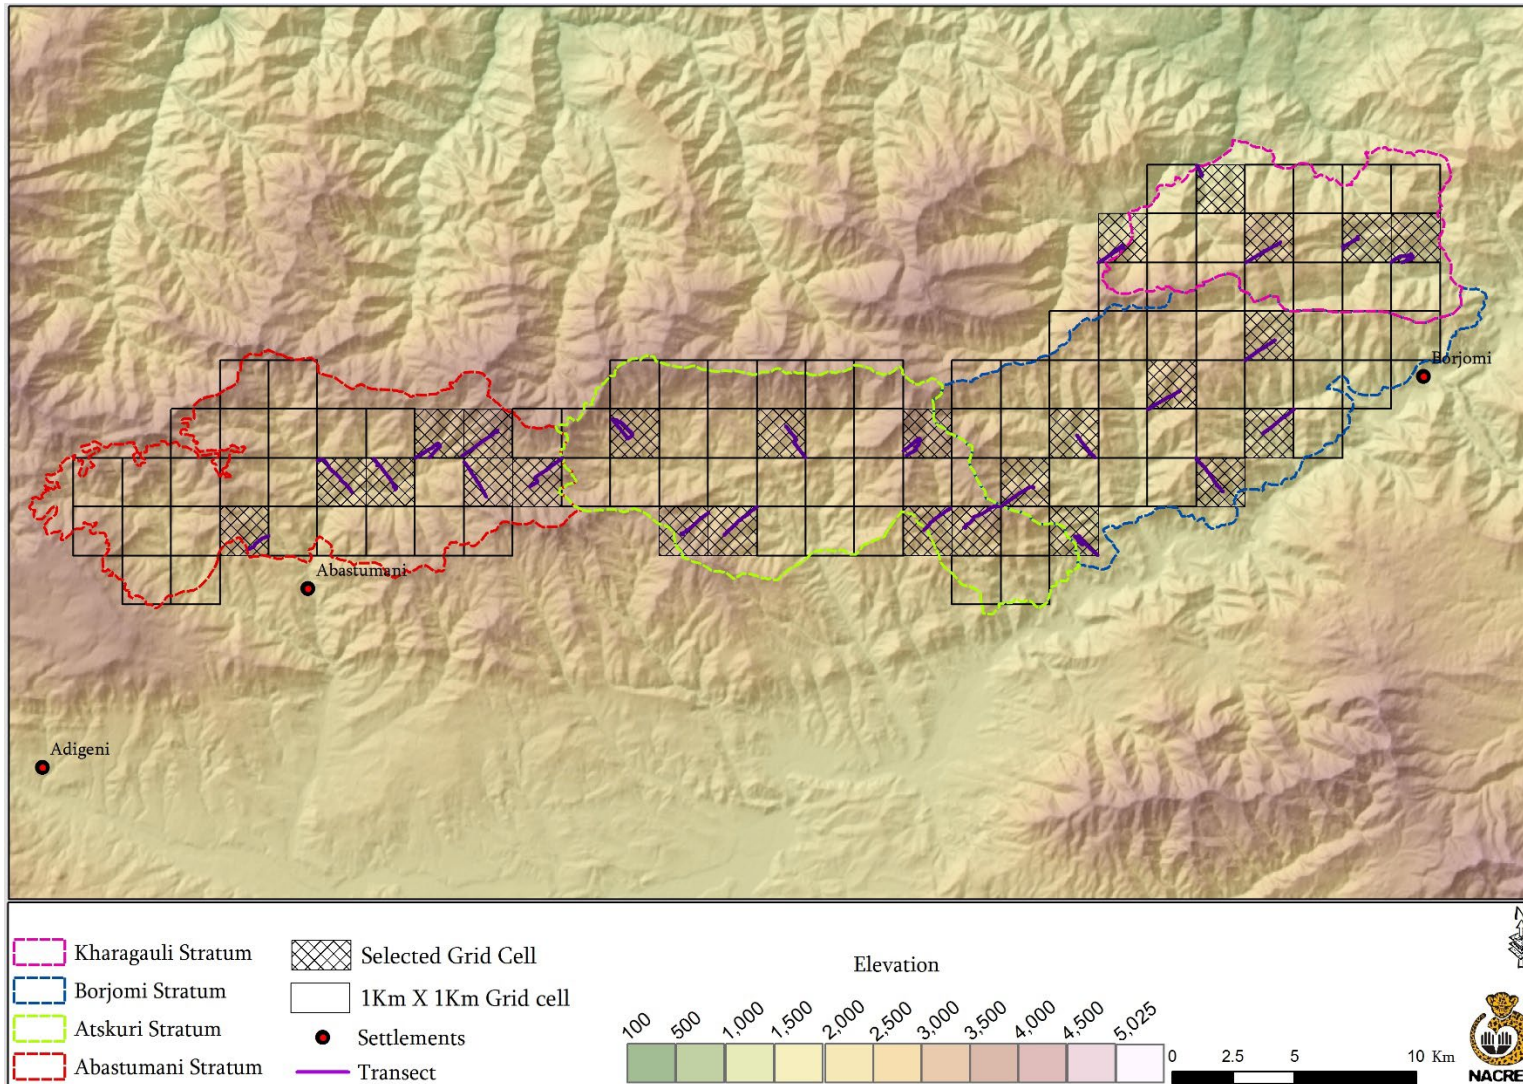 Borjomi
Abastumani
Adigeni
Kharagauli Stratum
Borjomi Stratum
Atskuri Stratum
Abastumani Stratum
Selected Grid Cell
1Km X 1Km Grid cell
Settlements
Transect
Elevation
100 500 1,000 1,500 2,000 2,500 3,000 3,500 4,000 4,500 5,025
0 2.5 5 10 Km
NACRE